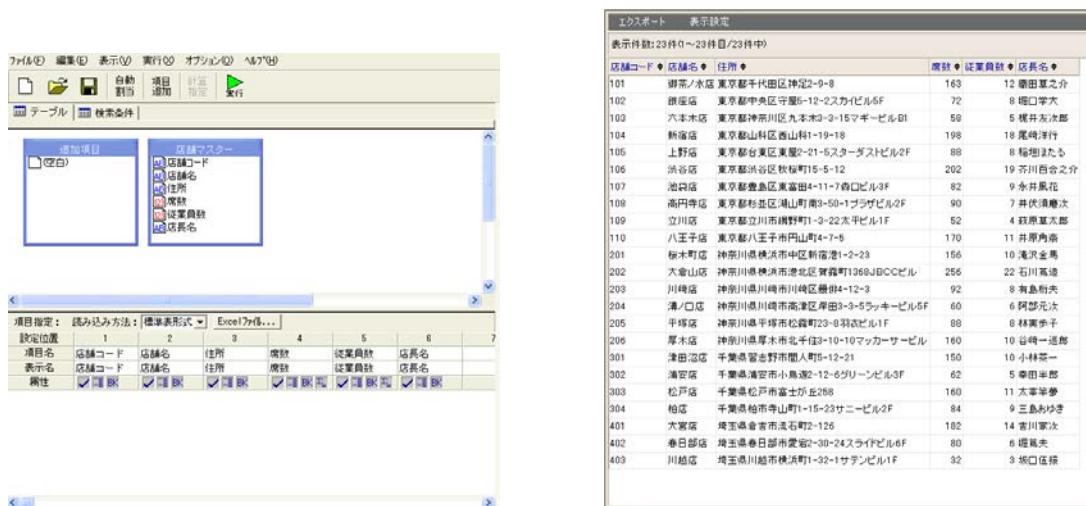 ファイル(F) 編集(E) 表示(V) 実行(X) オプション(O) ヘルプ(H)
自動割当 項目追加 計算指定 実行
テーブル 検索条件
追加項目 店舗マスター
(空白) 店舗コード
店舗名
住所
席数
従業員数
店長名
項目指定: 読み込み方法: 標準表形式 Excelファイル...
設定位置 1 2 3 4 5 6 7
項目名 店舗コード 店舗名 住所 席数 従業員数 店長名
表示名 店舗コード 店舗名 住所 席数 従業員数 店長名
属性
エクスポート 表示設定
表示件数:23件(1~23件目/23件中)
店舗コード 店舗名 住所 席数 従業員数 店長名
101 御茶ノ水店 東京都千代田区神足2-9-8 163 12
102 銀座店 東京都中央区守屋5-12-2スカイビル5F 72 8 堀口学大
103 六本木店 東京都神奈川区九本木3-3-15マギービルB1 58 5 梶井友次郎
104 新宿店 東京都山科区西山科1-19-18 198 18 尾崎洋行
105 上野店 東京都台東区東屋2-21-5スターダストビル2F 88 8 稲垣ほたる
106 渋谷店 東京都渋谷区秋桜町15-5-12 202 19 芥川百合之介
107 池袋店 東京都豊島区東富田4-11-7森口ビル3F 82 9 永井風花
108 高円寺店 東京都杉並区湖山町南3-50-1プラザビル2F 90 7 井伏須磨次
109 立川店 東京都立川市綱野町1-3-22太平ビル1F 52 4 萩原草太郎
110 八王子店 東京都八王子市円山町4-7-5 170 11 井原角斎
201 桜木町店 神奈川県横浜市中区新宿港1-2-23 156 10 滝沢金馬
202 大倉山店 神奈川県横浜市港北区賀露町1368JBCCビル 256 22 石川篤造
203 川崎店 神奈川県川崎市川崎区 4-12-3 92 8 有島樹夫
204 溝ノ口店 神奈川県川崎市高津区岸田3-3-5ラッキービル5F 60 6 阿部元次
205 平塚店 神奈川県平塚市松霧町23-8羽衣ビル1F 88 8 林実歩子
206 厚木店 神奈川県厚木市北千住3-10-10マッカーサービル 160 10 谷崎一送郎
301 津田沼店 千葉県習志野市間人町5-12-21 150 10 小林茶一
302 浦安店 千葉県浦安市小鳥遊2-12-6グリーンビル3F 62 5 幸田半郎
303 松戸店 千葉県松戸市富士が丘268 160 11 太宰半夢
304 柏店 千葉県柏市寺山町1-15-23サニービル2F 84 9 三島おゆき
401 大宮店 埼玉県倉吉市流石町2-126 182 14 吉川家次
402 春日部店 埼玉県春日部市愛宕2-30-24スライドビル6F 80 6 堀篤夫
403 川越店 埼玉県川越市横浜町1-32-1サテンビル1F 32 3 坂口伍振